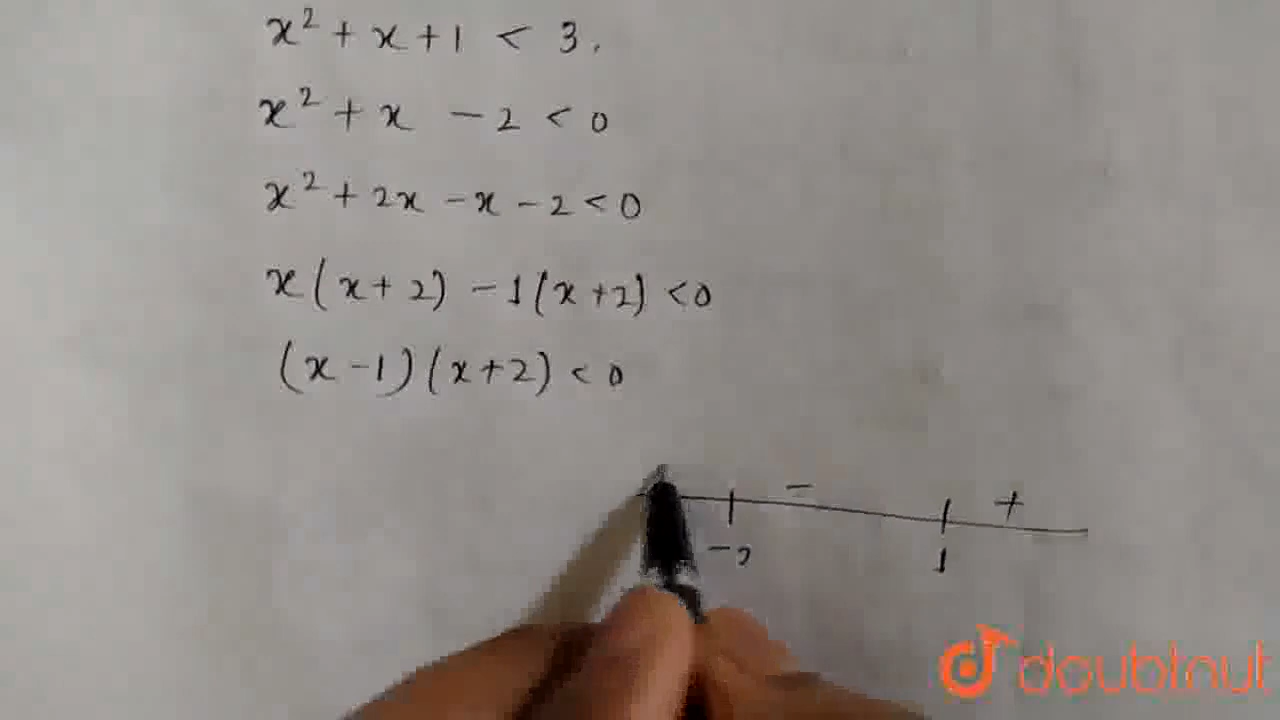 x² + x + 1 < 3.
x² + x - 2 < 0
x² + 2x - x - 2 < 0
x(x + 2) - 1(x + 2) < 0
(x - 1)(x + 2) < 0
- +
-2 1
doubtnut